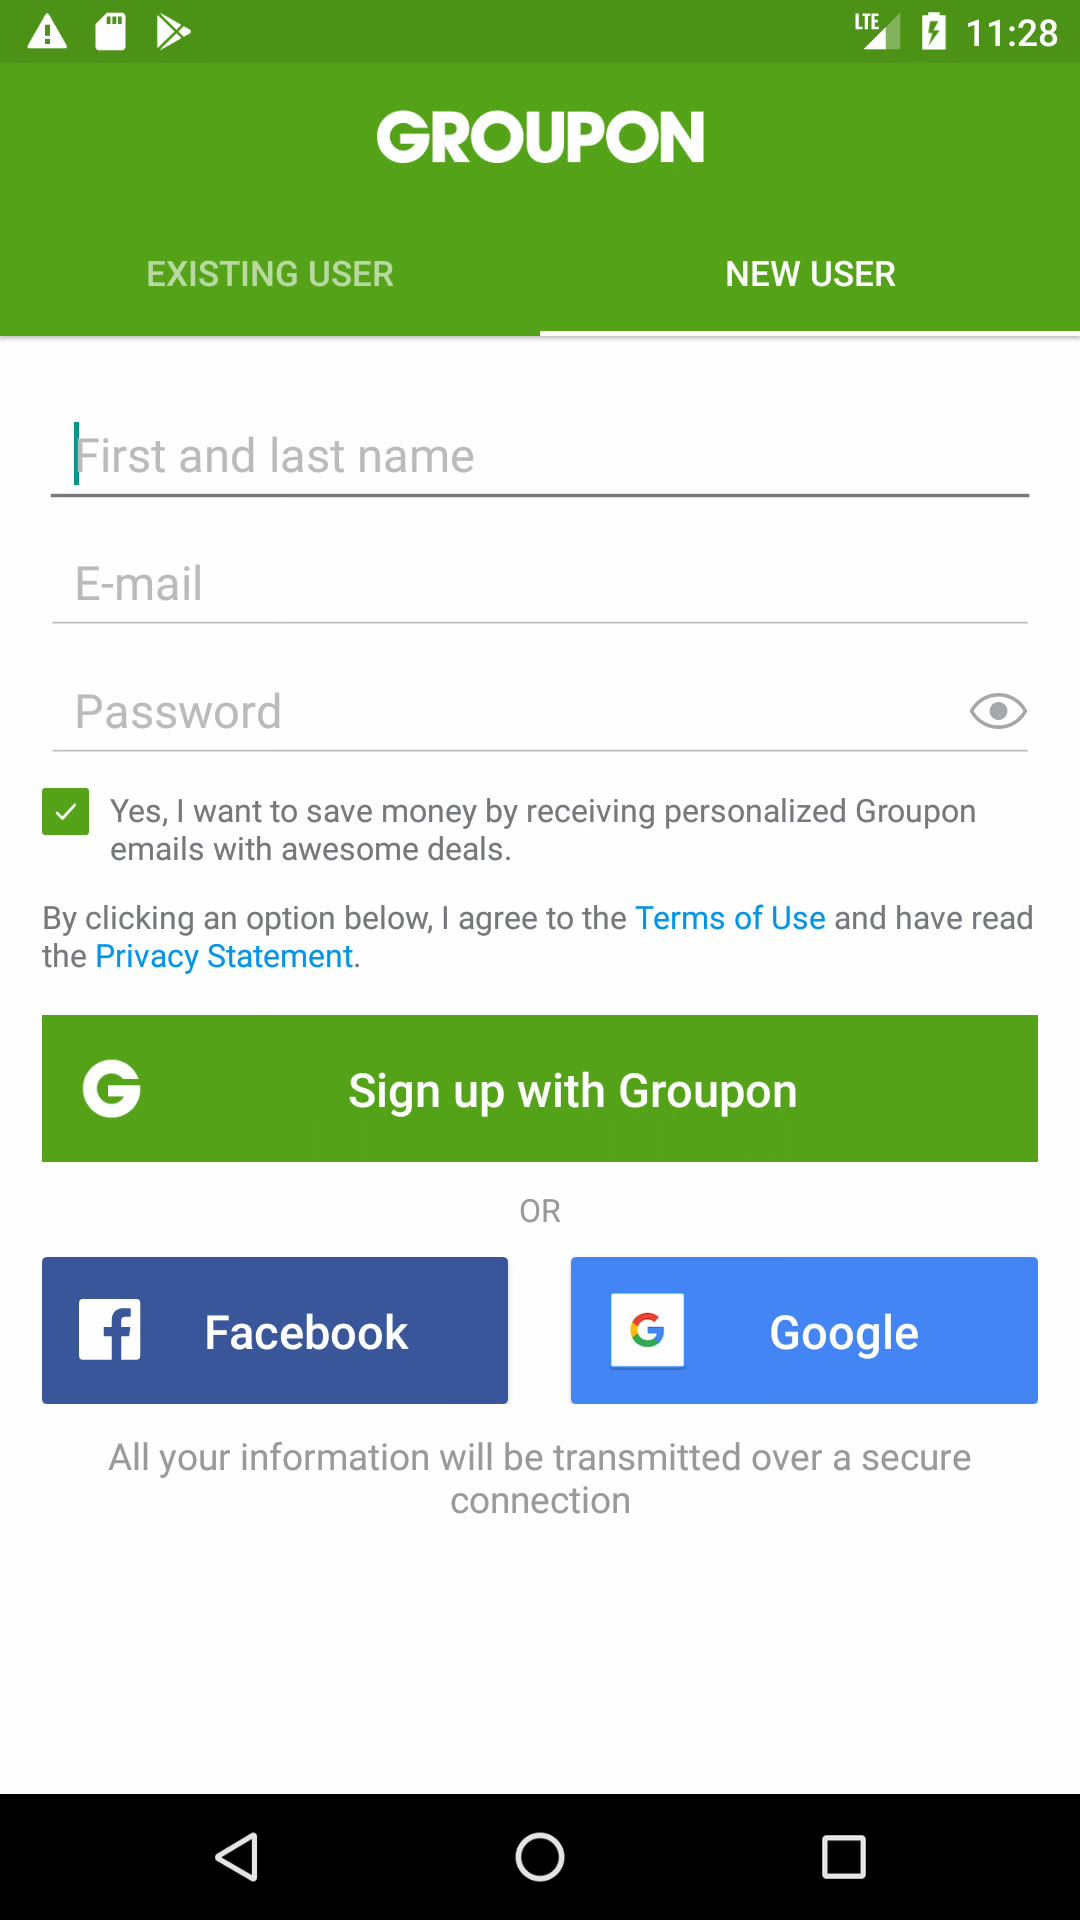 LTE 11:28
GROUPON
EXISTING USER NEW USER
First and last name
E-mail
Password
Yes, I want to save money by receiving personalized Groupon
emails with awesome deals.
By clicking an option below, I agree to the Terms of Use and have read
the Privacy Statement.
G Sign up with Groupon
OR
f Facebook G Google
All your information will be transmitted over a secure
connection